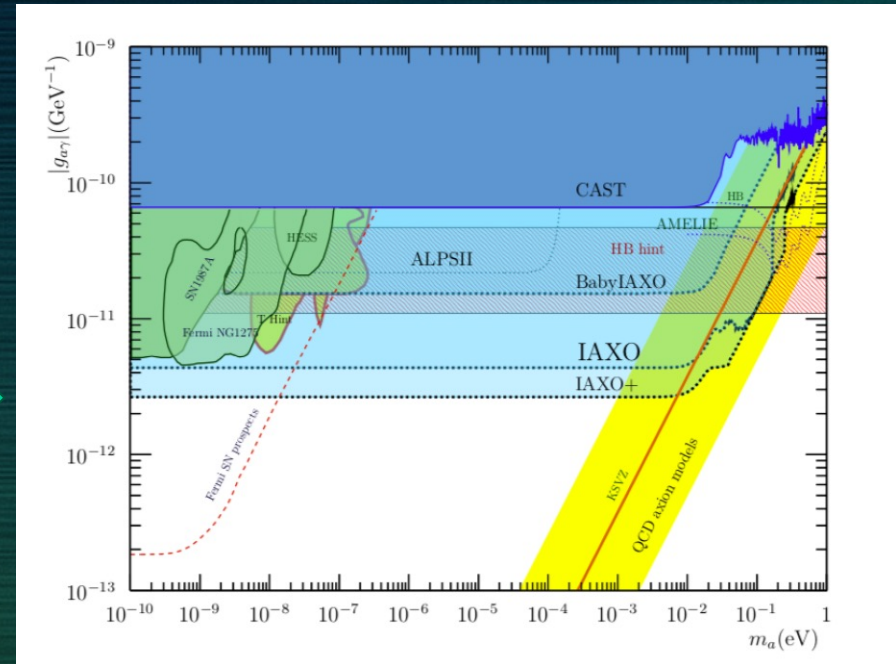 10⁻⁹
|g_{aγ}|(GeV⁻¹)
10⁻¹⁰
10⁻¹¹
10⁻¹²
10⁻¹³
CAST
HB
AMELIE
HESS
HB hint
ALPSII
SN1987A
BabyIAXO
T Hint
Fermi NG1275
IAXO
IAXO+
Fermi SN prospects
KSVZ
QCD axion models
10⁻¹⁰ 10⁻⁹ 10⁻⁸ 10⁻⁷ 10⁻⁶ 10⁻⁵ 10⁻⁴ 10⁻³ 10⁻² 10⁻¹ 1
m_a(eV)